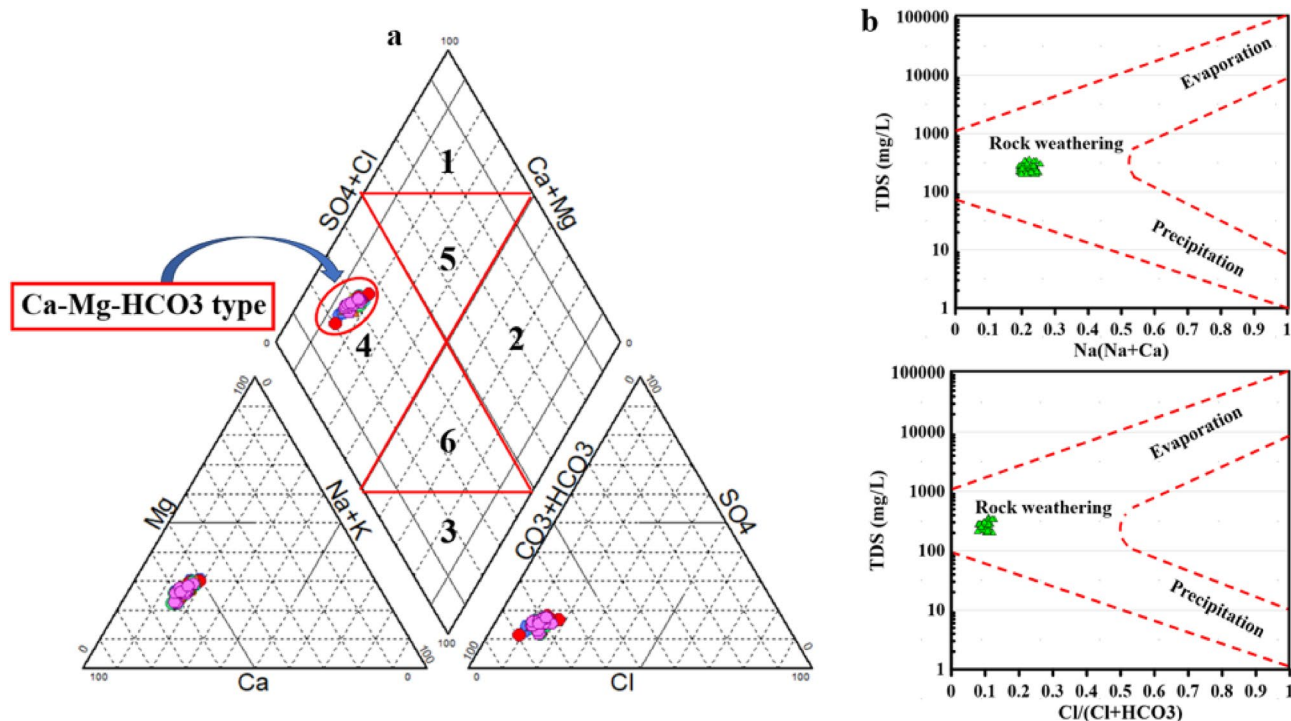 a
100
SO4+Cl
Ca+Mg
1
5
2
4
6
3
0
0
Ca-Mg-HCO3 type
100
0
Mg
Na+K
0
100
100
0
Ca
100
0
CO3+HCO3
SO4
100
0
100
0
100
Cl
b
100000
10000
1000
100
10
1
TDS (mg/L)
Evaporation
Rock weathering
Precipitation
0 0.1 0.2 0.3 0.4 0.5 0.6 0.7 0.8 0.9 1
Na(Na+Ca)
100000
10000
1000
100
10
1
TDS (mg/L)
Evaporation
Rock weathering
Precipitation
0 0.1 0.2 0.3 0.4 0.5 0.6 0.7 0.8 0.9 1
Cl/(Cl+HCO3)